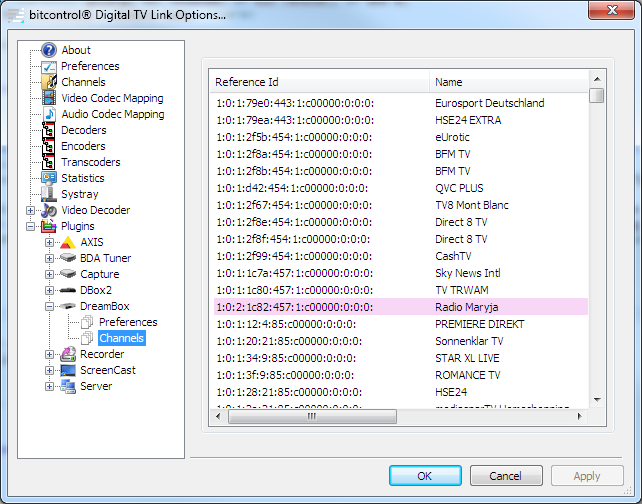 bitcontrol® Digital TV Link Options...
About
Preferences
Channels
Video Codec Mapping
Audio Codec Mapping
Decoders
Encoders
Transcoders
Statistics
Systray
Video Decoder
Plugins
AXIS
BDA Tuner
Capture
DBox2
DreamBox
Preferences
Channels
Recorder
ScreenCast
Server
Reference Id Name
1:0:1:79e0:443:1:c00000:0:0:0: Eurosport Deutschland
1:0:1:79ea:443:1:c00000:0:0:0: HSE24 EXTRA
1:0:1:2f5b:454:1:c00000:0:0:0: eUrotic
1:0:1:2f8a:454:1:c00000:0:0:0: BFM TV
1:0:1:2f8b:454:1:c00000:0:0:0: BFM TV
1:0:1:d42:454:1:c00000:0:0:0: QVC PLUS
1:0:1:2f67:454:1:c00000:0:0:0: TV8 Mont Blanc
1:0:1:2f8e:454:1:c00000:0:0:0: Direct 8 TV
1:0:1:2f8f:454:1:c00000:0:0:0: Direct 8 TV
1:0:1:2f99:454:1:c00000:0:0:0: CashTV
1:0:1:1c7a:457:1:c00000:0:0:0: Sky News Intl
1:0:1:1c80:457:1:c00000:0:0:0: TV TRWAM
1:0:2:1c82:457:1:c00000:0:0:0: Radio Maryja
1:0:1:12:4:85:c00000:0:0:0: PREMIERE DIREKT
1:0:1:20:21:85:c00000:0:0:0: Sonnenklar TV
1:0:1:34:9:85:c00000:0:0:0: STAR XL LIVE
1:0:1:3f:9:85:c00000:0:0:0: ROMANCE TV
1:0:1:28:21:85:c00000:0:0:0: HSE24
OK
Cancel
Apply